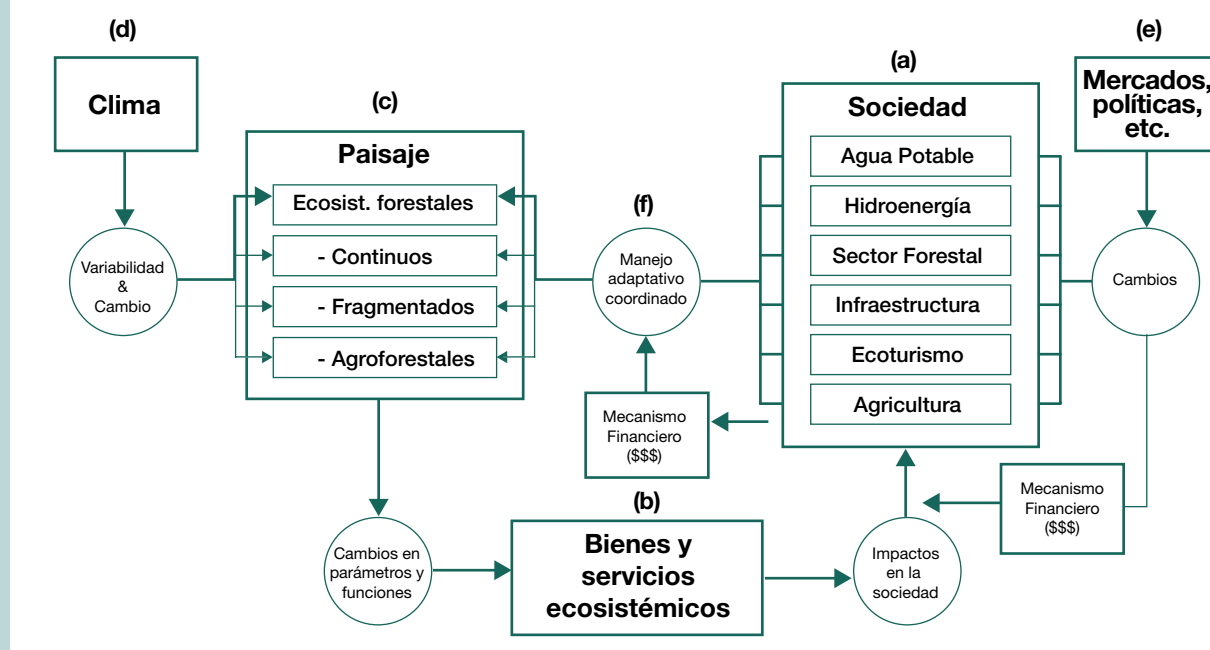 (d)
Clima
Variabilidad
&
Cambio
(c)
Paisaje
Ecosist. forestales
- Continuos
- Fragmentados
- Agroforestales
(f)
Manejo
adaptativo
coordinado
Mecanismo
Financiero
($$$)
(a)
Sociedad
Agua Potable
Hidroenergía
Sector Forestal
Infraestructura
Ecoturismo
Agricultura
(e)
Mercados,
políticas,
etc.
Cambios
Mecanismo
Financiero
($$$)
Cambios en
parámetros y
funciones
(b)
Bienes y
servicios
ecosistémicos
Impactos
en la
sociedad